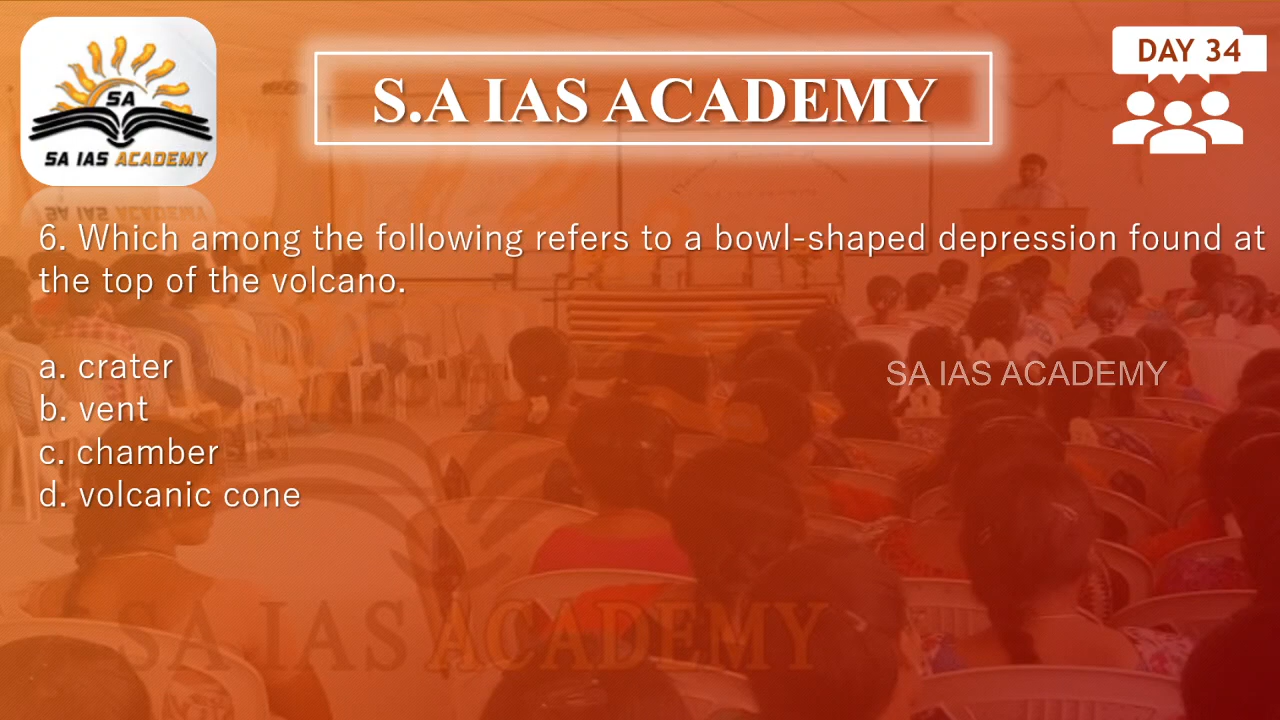 DAY 34
S.A IAS ACADEMY
SA
SA IAS ACADEMY
6. Which among the following refers to a bowl-shaped depression found at
the top of the volcano.
a. crater
b. vent
c. chamber
d. volcanic cone
SA IAS ACADEMY
SA IAS ACADEMY